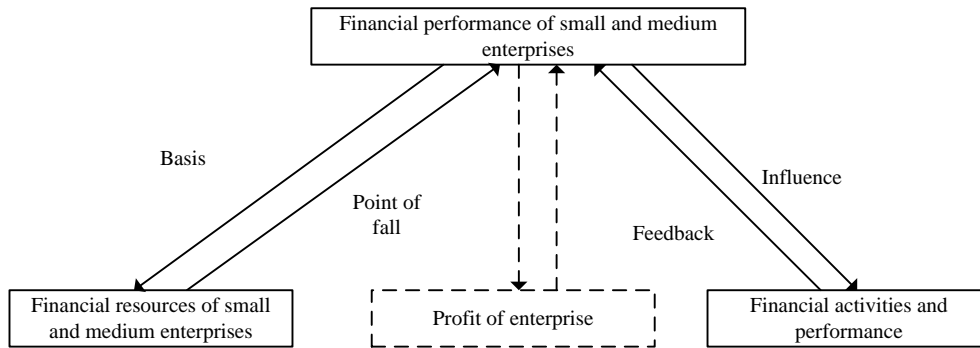 Financial performance of small and medium
enterprises
Basis
Point of
fall
Influence
Feedback
Financial resources of small
and medium enterprises
Profit of enterprise
Financial activities and
performance